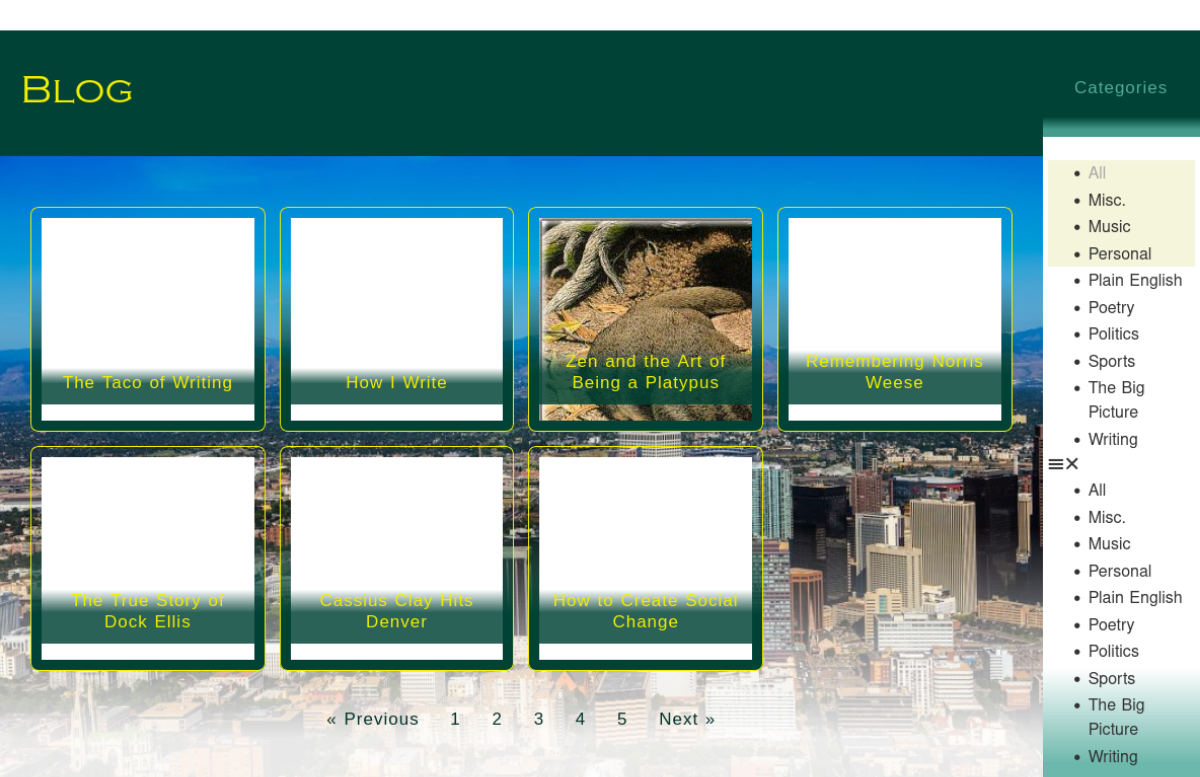 Blog
Categories
The Taco of Writing
How I Write
Zen and the Art of
Being a Platypus
Remembering Norris
Weese
The True Story of
Dock Ellis
Cassius Clay Hits
Denver
How to Create Social
Change
« Previous 1 2 3 4 5 Next »
All
Misc.
Music
Personal
Plain English
Poetry
Politics
Sports
The Big
Picture
Writing
All
Misc.
Music
Personal
Plain English
Poetry
Politics
Sports
The Big
Picture
Writing